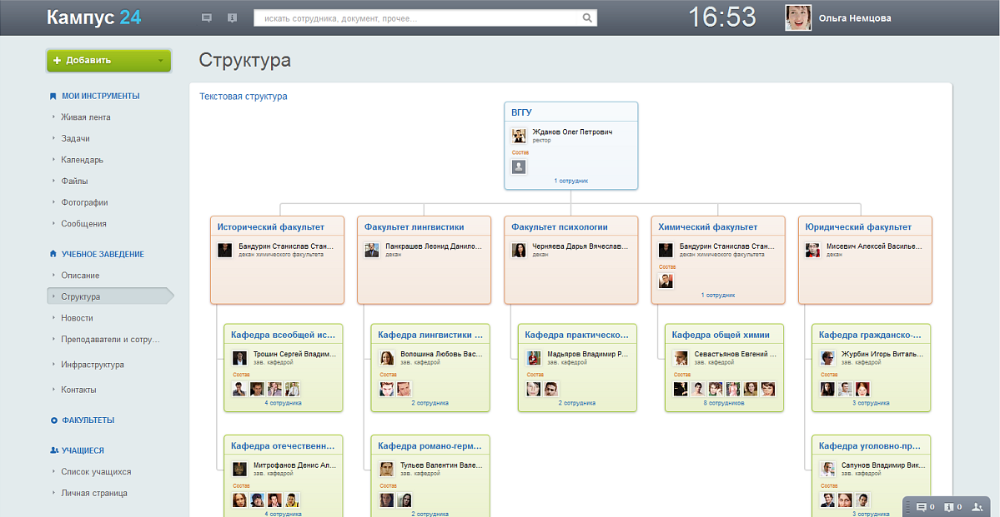 Кампус 24
искать сотрудника, документ, прочее...
16:53
Ольга Немцова
Добавить
Структура
МОИ ИНСТРУМЕНТЫ
Живая лента
Задачи
Календарь
Файлы
Фотографии
Сообщения
УЧЕБНОЕ ЗАВЕДЕНИЕ
Описание
Структура
Новости
Преподаватели и сотру...
Инфраструктура
Контакты
ФАКУЛЬТЕТЫ
УЧАЩИЕСЯ
Список учащихся
Личная страница
Текстовая структура
ВГГУ
Жданов Олег Петрович
ректор
Состав
1 сотрудник
Исторический факультет
Бандурин Станислав Стан...
декан химического факультета
Факультет лингвистики
Панкрашев Леонид Данило...
декан
Факультет психологии
Черняева Дарья Вячеслав...
декан
Химический факультет
Бандурин Станислав Стан...
декан химического факультета
Состав
1 сотрудник
Юридический факультет
Мисевич Алексей Василье...
декан
Кафедра всеобщей ис...
Трошин Сергей Владим...
зав. кафедрой
Состав
4 сотрудника
Кафедра лингвистики ...
Волошина Любовь Вас...
зав. кафедрой
Состав
2 сотрудника
Кафедра практическо...
Мадьяров Владимир Р...
зав. кафедрой
Состав
2 сотрудника
Кафедра общей химии
Севастьянов Евгений ...
зав. кафедрой
Состав
8 сотрудников
Кафедра гражданско-...
Журбин Игорь Виталь...
зав. кафедрой
Состав
3 сотрудника
Кафедра отечественн...
Митрофанов Денис Ал...
зав. кафедрой
Состав
4 сотрудника
Кафедра романо-герм...
Тульев Валентин Вале...
зав. кафедрой
Состав
2 сотрудника
Кафедра уголовно-пр...
Сапунов Владимир Вик...
зав. кафедрой
Состав
3 сотрудника
0 0